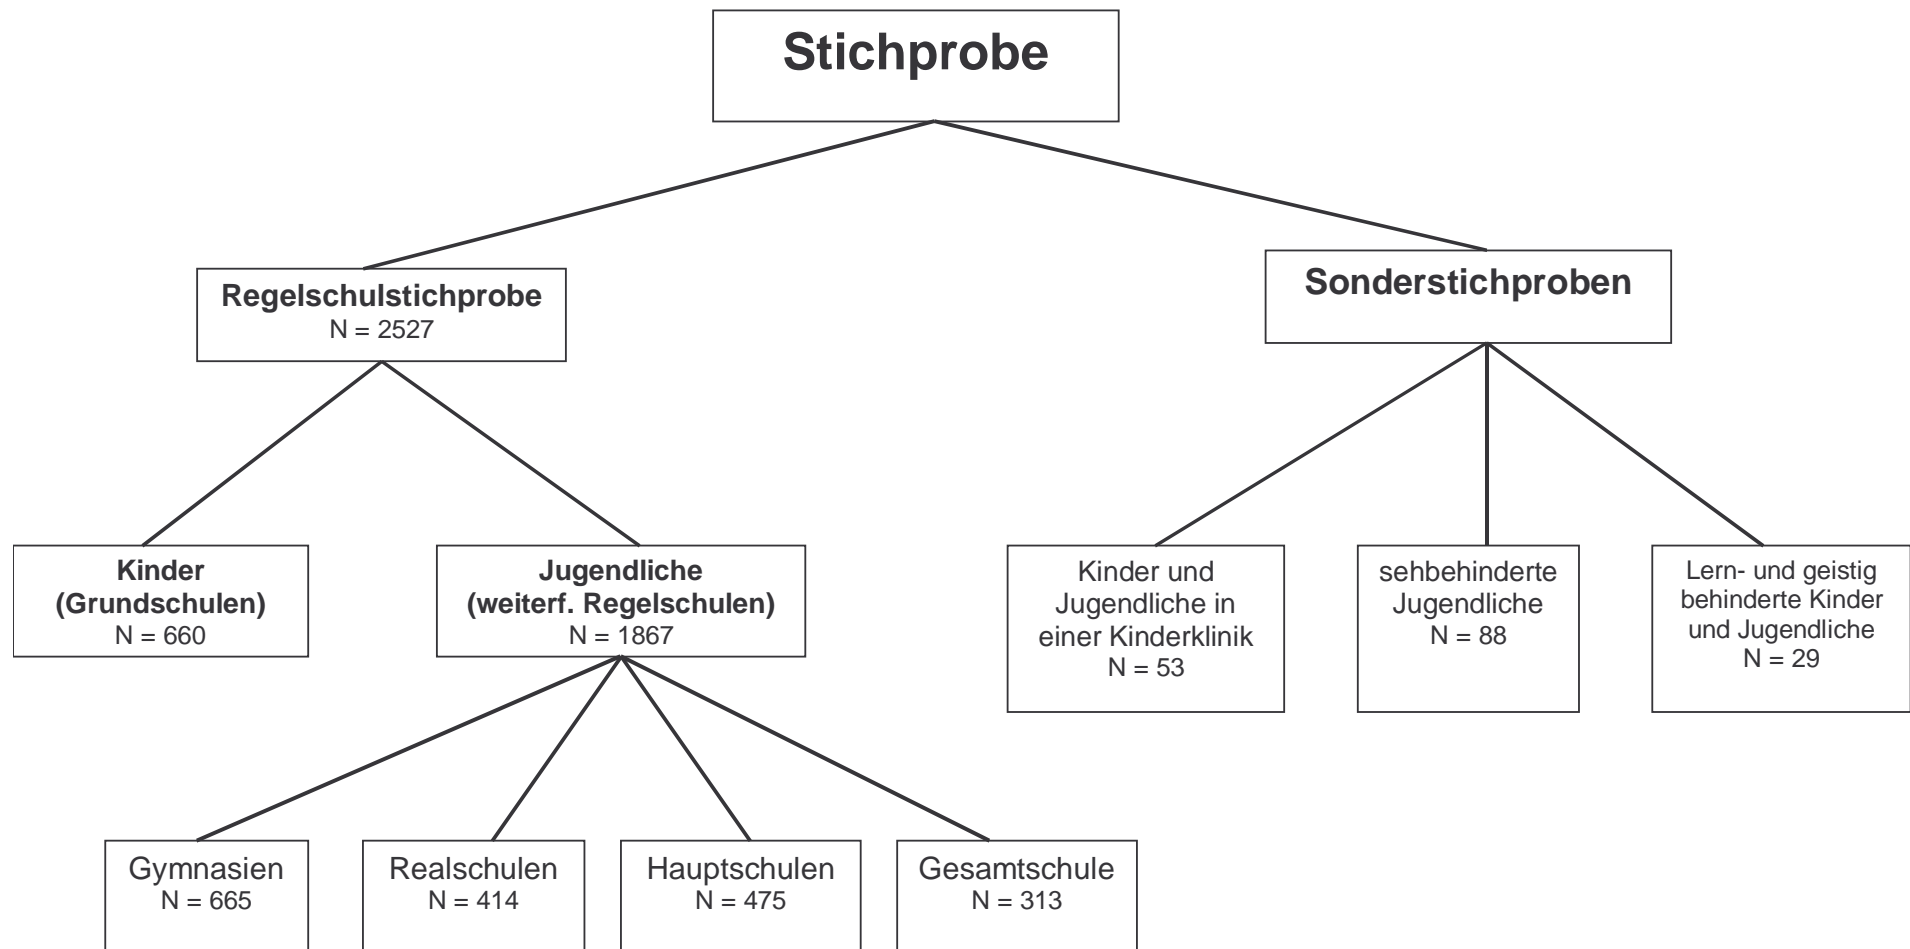 Stichprobe
Regelschulstichprobe
N = 2527
Sonderstichproben
Kinder
(Grundschulen)
N = 660
Jugendliche
(weiterf. Regelschulen)
N = 1867
Kinder und
Jugendliche in
einer Kinderklinik
N = 53
sehbehinderte
Jugendliche
N = 88
Lern- und geistig
behinderte Kinder
und Jugendliche
N = 29
Gymnasien
N = 665
Realschulen
N = 414
Hauptschulen
N = 475
Gesamtschule
N = 313